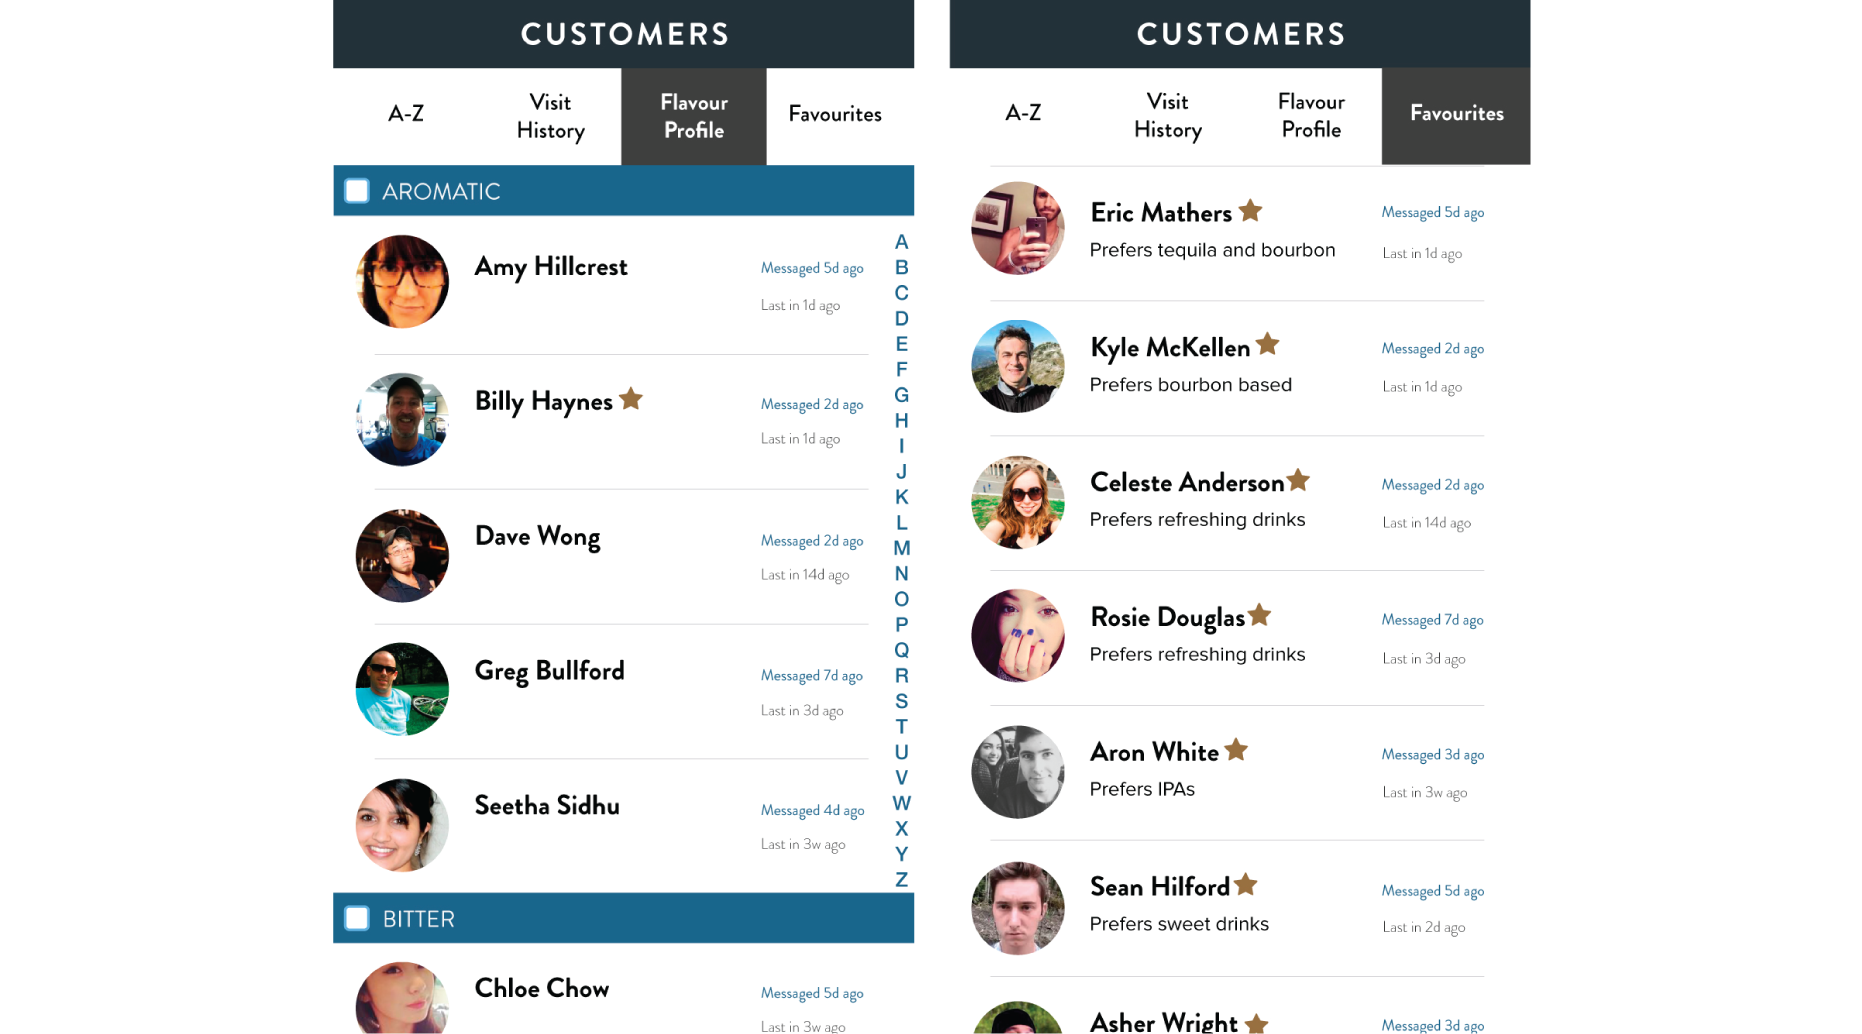 CUSTOMERS
A-Z
Visit
History
Flavour
Profile
Favourites
AROMATIC
Amy Hillcrest
Messaged 5d ago
Last in 1d ago
Billy Haynes
Messaged 2d ago
Last in 1d ago
Dave Wong
Messaged 2d ago
Last in 14d ago
Greg Bullford
Messaged 7d ago
Last in 3d ago
Seetha Sidhu
Messaged 4d ago
Last in 3w ago
A
B
C
D
E
F
G
H
I
J
K
L
M
N
O
P
Q
R
S
T
U
V
W
X
Y
Z
BITTER
Chloe Chow
Messaged 5d ago
Last in 3w ago
CUSTOMERS
A-Z
Visit
History
Flavour
Profile
Favourites
Eric Mathers
Prefers tequila and bourbon
Messaged 5d ago
Last in 1d ago
Kyle McKellen
Prefers bourbon based
Messaged 2d ago
Last in 1d ago
Celeste Anderson
Prefers refreshing drinks
Messaged 2d ago
Last in 14d ago
Rosie Douglas
Prefers refreshing drinks
Messaged 7d ago
Last in 3d ago
Aron White
Prefers IPAs
Messaged 3d ago
Last in 3w ago
Sean Hilford
Prefers sweet drinks
Messaged 5d ago
Last in 2d ago
Asher Wright
Messaged 3d ago